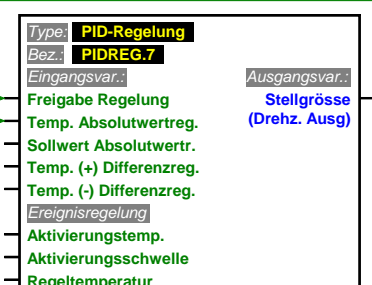 Type: PID-Regelung
Bez.: PIDREG.7
Eingangsvar.: Ausgangsvar.:
Freigabe Regelung Stellgrösse
Temp. Absolutwertreg. (Drehz. Ausg)
Sollwert Absolutwertr.
Temp. (+) Differenzreg.
Temp. (-) Differenzreg.
Ereignisregelung
Aktivierungstemp.
Aktivierungsschwelle
Regeltemperatur